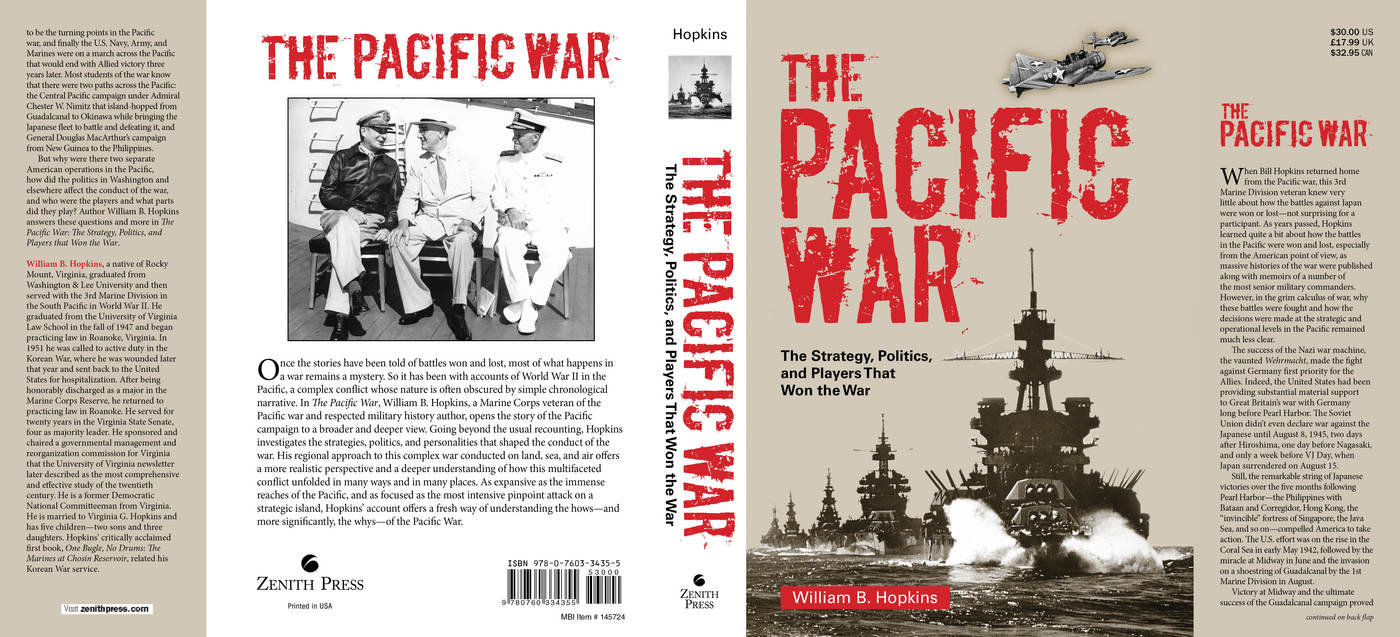 to be the turning points in the Pacific
war, and finally the U.S. Navy, Army, and
Marines were on a march across the Pacific
that would end with Allied victory three
years later. Most students of the war know
that there were two paths across the Pacific:
the Central Pacific campaign under Admiral
Chester W. Nimitz that island-hopped from
Guadalcanal to Okinawa while bringing the
Japanese fleet to battle and defeating it, and
General Douglas MacArthur's campaign
from New Guinea to the Philippines.
But why were there two separate
American operations in the Pacific,
how did the politics in Washington and
elsewhere affect the conduct of the war,
and who were the players and what parts
did they play? Author William B. Hopkins
answers these questions and more in The
Pacific War: The Strategy, Politics, and
Players that Won the War.
William B. Hopkins, a native of Rocky
Mount, Virginia, graduated from
Washington & Lee University and then
served with the 3rd Marine Division in
the South Pacific in World War II. He
graduated from the University of Virginia
Law School in the fall of 1947 and began
practicing law in Roanoke, Virginia. In
1951 he was called to active duty in the
Korean War, where he was wounded later
that year and sent back to the United
States for hospitalization. After being
honorably discharged as a major in the
Marine Corps Reserve, he returned to
practicing law in Roanoke. He served for
twenty years in the Virginia State Senate,
four as majority leader. He sponsored and
chaired a governmental management and
reorganization commission for Virginia
that the University of Virginia newsletter
later described as the most comprehensive
and effective study of the twentieth
century. He is a former Democratic
National Committeeman from Virginia.
He is married to Virginia G. Hopkins and
has five children—two sons and three
daughters. Hopkins' critically acclaimed
first book, One Bugle, No Drums: The
Marines at Chosin Reservoir, related his
Korean War service.
Visit zenithpress.com
THE PACIFIC WAR
Once the stories have been told of battles won and lost, most of what happens in
a war remains a mystery. So it has been with accounts of World War II in the
Pacific, a complex conflict whose nature is often obscured by simple chronological
narrative. In The Pacific War, William B. Hopkins, a Marine Corps veteran of the
Pacific war and respected military history author, opens the story of the Pacific
campaign to a broader and deeper view. Going beyond the usual recounting, Hopkins
investigates the strategies, politics, and personalities that shaped the conduct of the
war. His regional approach to this complex war conducted on land, sea, and air offers
a more realistic perspective and a deeper understanding of how this multifaceted
conflict unfolded in many ways and in many places. As expansive as the immense
reaches of the Pacific, and as focused as the most intensive pinpoint attack on a
strategic island, Hopkins' account offers a fresh way of understanding the hows—and
more significantly, the whys—of the Pacific War.
ZENITH PRESS
Printed in USA
ISBN 978-0-7603-3435-5
53000
9 780760 334355
MBI Item # 145724
Hopkins
THE PACIFIC WAR
The Strategy, Politics, and Players That Won the War
ZENITH
PRESS
THE
PACIFIC
WAR
The Strategy, Politics,
and Players That
Won the War
William B. Hopkins
$30.00 US
£17.99 UK
$32.95 CAN
THE
PACIFIC WAR
When Bill Hopkins returned home
from the Pacific war, this 3rd
Marine Division veteran knew very
little about how the battles against Japan
were won or lost—not surprising for a
participant. As years passed, Hopkins
learned quite a bit about how the battles
in the Pacific were won and lost, especially
from the American point of view, as
massive histories of the war were published
along with memoirs of a number of
the most senior military commanders.
However, in the grim calculus of war, why
these battles were fought and how the
decisions were made at the strategic and
operational levels in the Pacific remained
much less clear.
The success of the Nazi war machine,
the vaunted Wehrmacht, made the fight
against Germany first priority for the
Allies. Indeed, the United States had been
providing substantial material support
to Great Britain's war with Germany
long before Pearl Harbor. The Soviet
Union didn't even declare war against the
Japanese until August 8, 1945, two days
after Hiroshima, one day before Nagasaki,
and only a week before VJ Day, when
Japan surrendered on August 15.
Still, the remarkable string of Japanese
victories over the five months following
Pearl Harbor—the Philippines with
Bataan and Corregidor, Hong Kong, the
"invincible" fortress of Singapore, the Java
Sea, and so on—compelled America to take
action. The U.S. effort was on the rise in the
Coral Sea in early May 1942, followed by the
miracle at Midway in June and the invasion
on a shoestring of Guadalcanal by the 1st
Marine Division in August.
Victory at Midway and the ultimate
success of the Guadalcanal campaign proved
continued on back flap